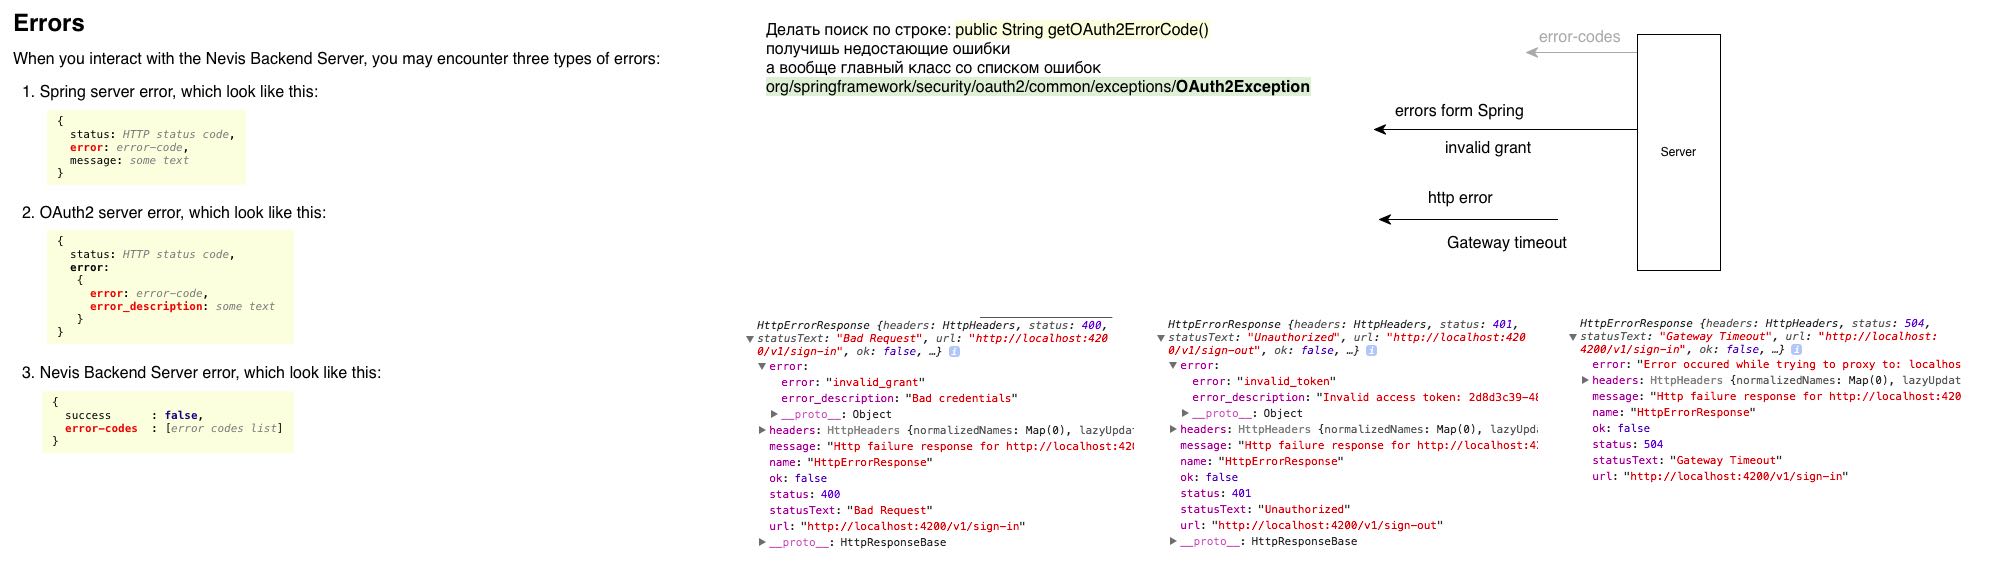 Errors
When you interact with the Nevis Backend Server, you may encounter three types of errors:
1. Spring server error, which look like this:
{
status: HTTP status code,
error: error-code,
message: some text
}
2. OAuth2 server error, which look like this:
{
status: HTTP status code,
error:
{
error: error-code,
error_description: some text
}
}
3. Nevis Backend Server error, which look like this:
{
success : false,
error-codes : [error codes list]
}
Делать поиск по строке: public String getOAuth2ErrorCode()
получишь недостающие ошибки
а вообще главный класс со списком ошибок
org/springframework/security/oauth2/common/exceptions/OAuth2Exception
error-codes
errors form Spring
invalid grant
http error
Gateway timeout
Server
HttpErrorResponse {headers: HttpHeaders, status: 400,
statusText: "Bad Request", url: "http://localhost:420
0/v1/sign-in", ok: false, …} i
error:
error: "invalid_grant"
error_description: "Bad credentials"
__proto__: Object
headers: HttpHeaders {normalizedNames: Map(0), lazyUpdat
message: "Http failure response for http://localhost:420
name: "HttpErrorResponse"
ok: false
status: 400
statusText: "Bad Request"
url: "http://localhost:4200/v1/sign-in"
__proto__: HttpResponseBase
HttpErrorResponse {headers: HttpHeaders, status: 401,
statusText: "Unauthorized", url: "http://localhost:420
0/v1/sign-out", ok: false, …} i
error:
error: "invalid_token"
error_description: "Invalid access token: 2d8d3c39-48
__proto__: Object
headers: HttpHeaders {normalizedNames: Map(0), lazyUpda
message: "Http failure response for http://localhost:42
name: "HttpErrorResponse"
ok: false
status: 401
statusText: "Unauthorized"
url: "http://localhost:4200/v1/sign-out"
__proto__: HttpResponseBase
HttpErrorResponse {headers: HttpHeaders, status: 504,
statusText: "Gateway Timeout", url: "http://localhost:
4200/v1/sign-in", ok: false, …} i
error: "Error occured while trying to proxy to: localhos
headers: HttpHeaders {normalizedNames: Map(0), lazyUpdat
message: "Http failure response for http://localhost:420
name: "HttpErrorResponse"
ok: false
status: 504
statusText: "Gateway Timeout"
url: "http://localhost:4200/v1/sign-in"